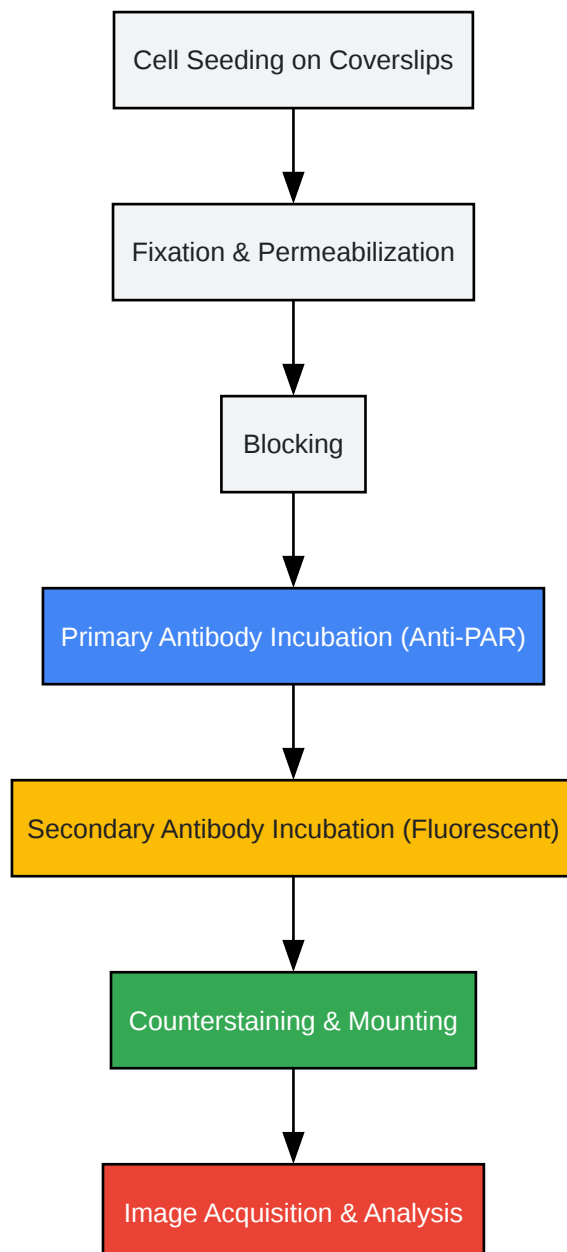 Cell Seeding on Coverslips
Fixation & Permeabilization
Blocking
Primary Antibody Incubation (Anti-PAR)
Secondary Antibody Incubation (Fluorescent)
Counterstaining & Mounting
Image Acquisition & Analysis